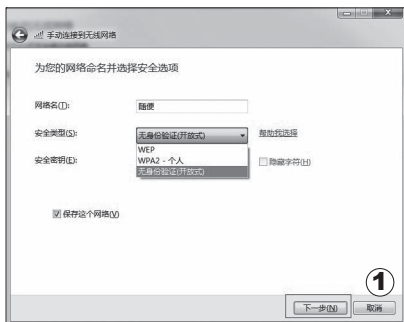 手动连接到无线网络
为您的网络命名并选择安全选项
网络名(T):
随便
安全类型(S):
无身份验证(开放式)
帮助我选择
WEP
WPA2 - 个人
无身份验证(开放式)
安全密钥(E):
隐藏字符(H)
保存这个网络(V)
1
下一步(N)
取消